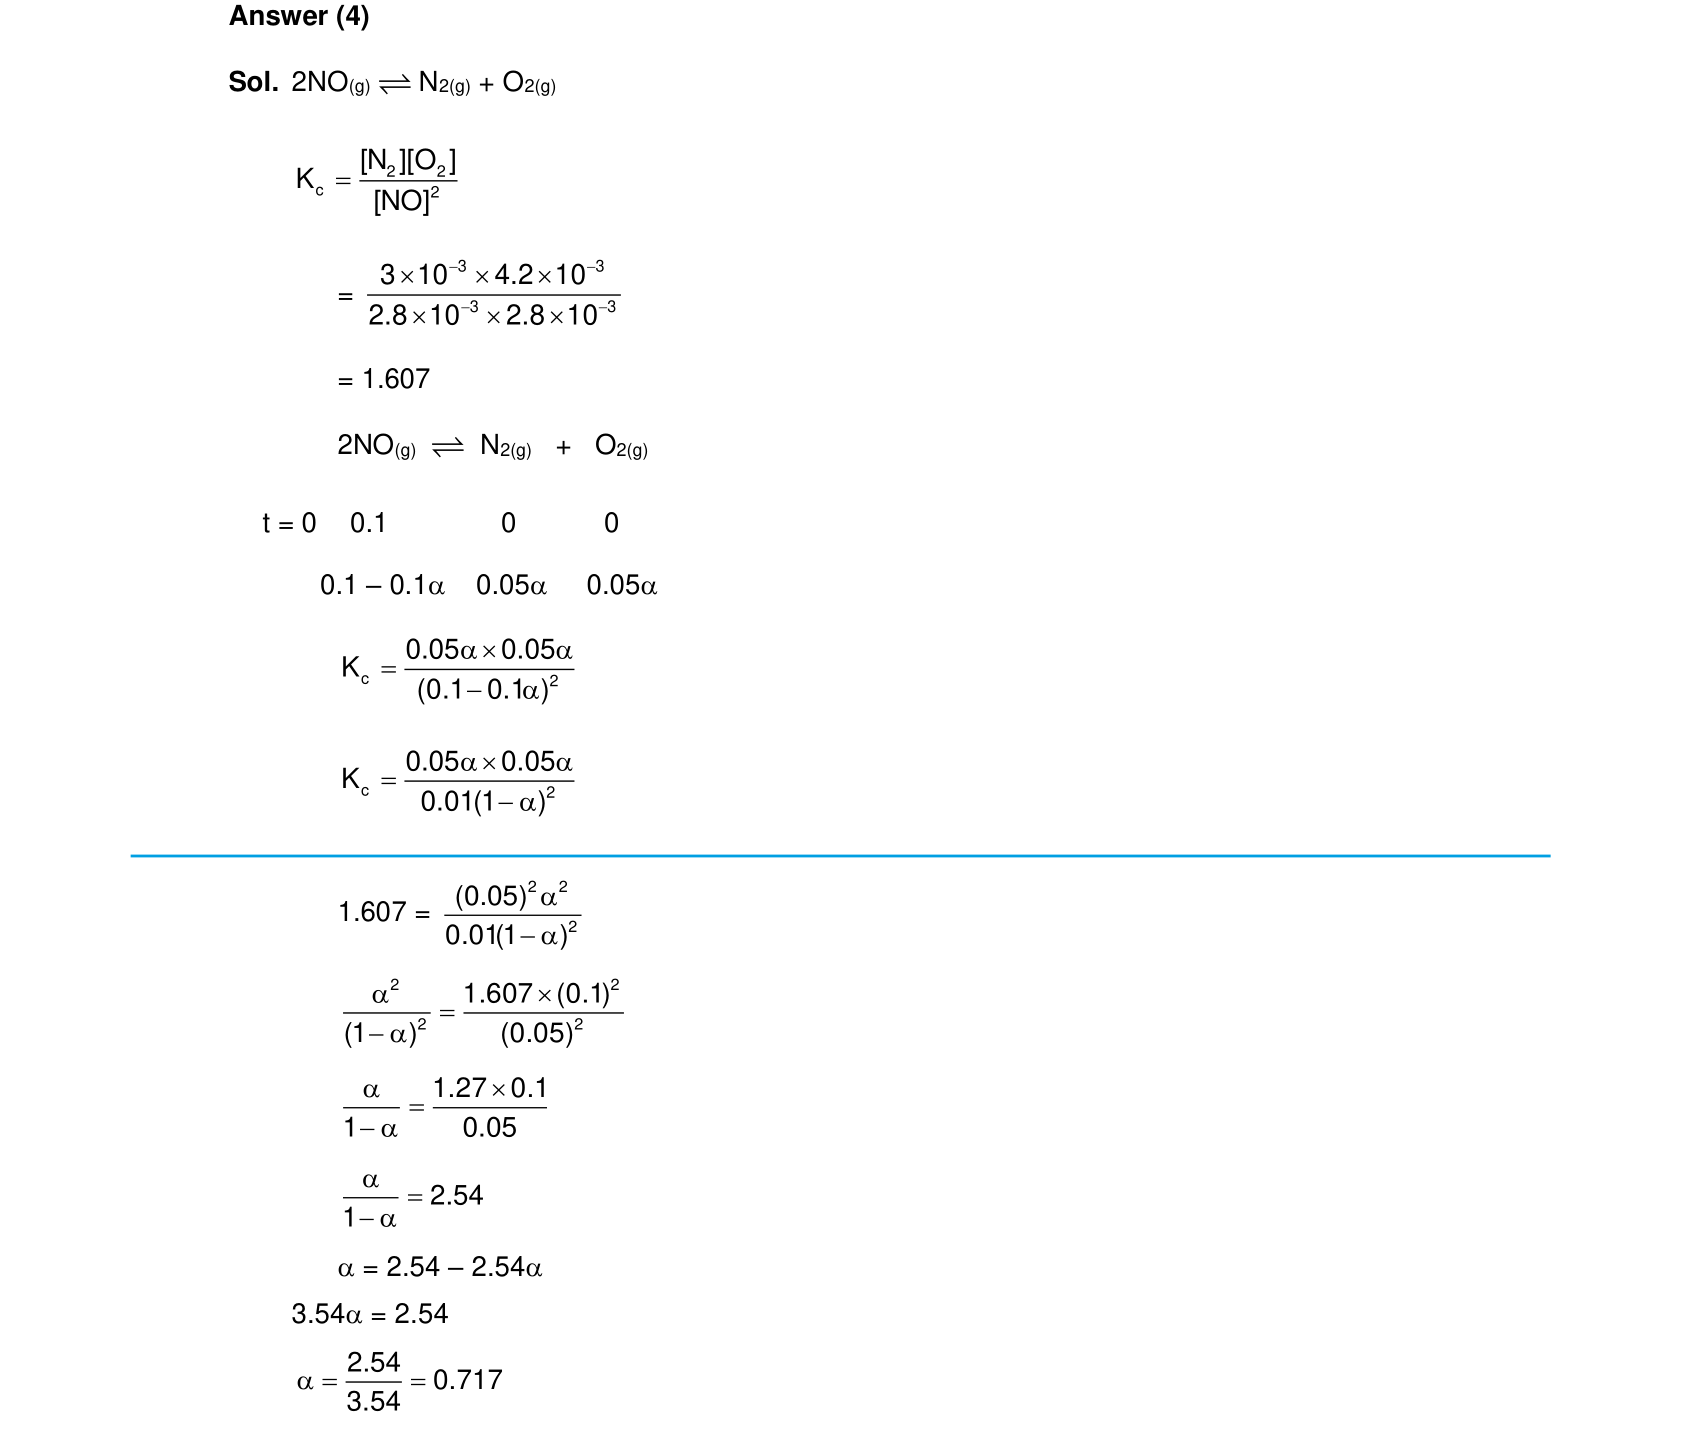 Answer (4)
Sol. 2NO(g) ⇌ N2(g) + O2(g)
K_c = [N₂][O₂] / [NO]²
= 3×10⁻³ × 4.2×10⁻³ / 2.8×10⁻³ × 2.8×10⁻³
= 1.607
2NO(g) ⇌ N2(g) + O2(g)
t = 0 0.1 0 0
0.1 – 0.1α 0.05α 0.05α
K_c = 0.05α × 0.05α / (0.1 – 0.1α)²
K_c = 0.05α × 0.05α / 0.01(1 – α)²
1.607 = (0.05)² α² / 0.01(1 – α)²
α² / (1 – α)² = 1.607 × (0.1)² / (0.05)²
α / 1 – α = 1.27 × 0.1 / 0.05
α / 1 – α = 2.54
α = 2.54 – 2.54α
3.54α = 2.54
α = 2.54 / 3.54 = 0.717